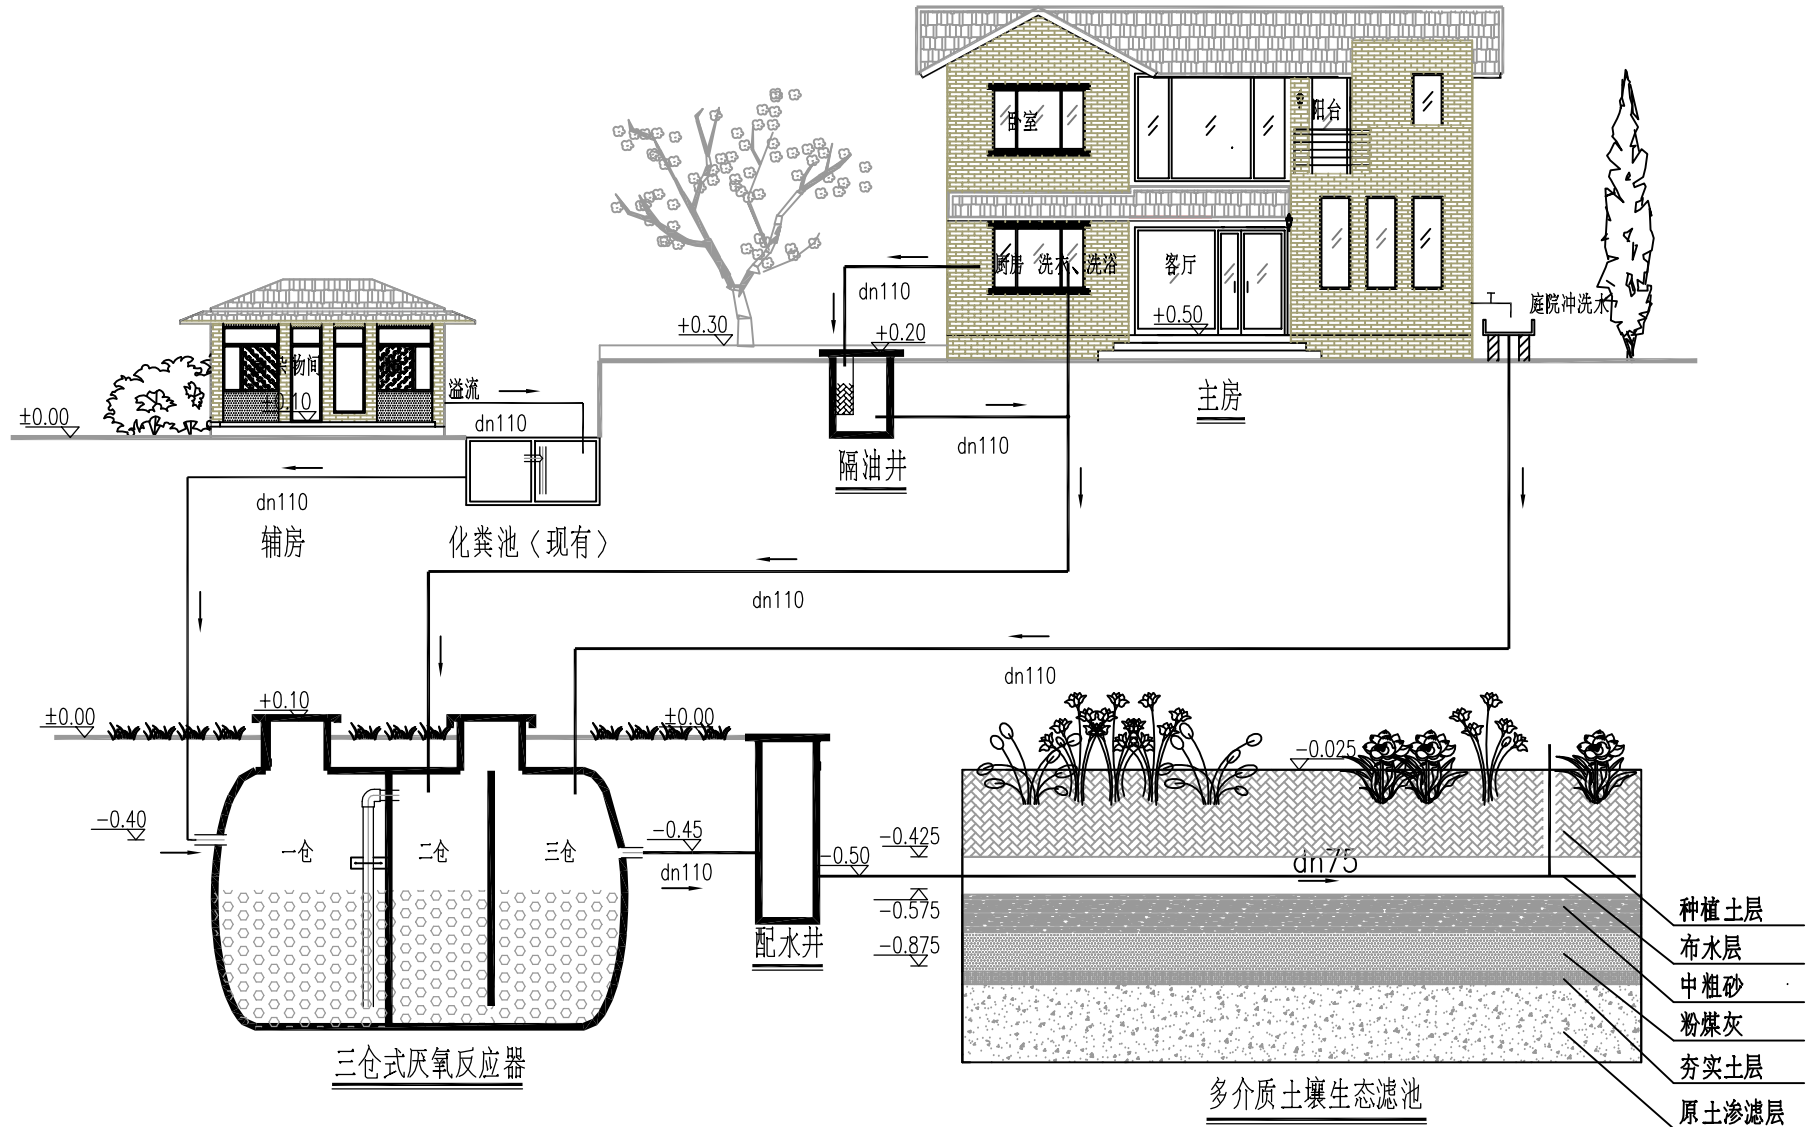 阳台
卧室
厨房 洗衣、洗浴
客厅
dn110
庭院冲洗水
+0.30
+0.20
+0.50
物间
溢流
主房
+0.10
±0.00
dn110
dn110
隔油井
dn110
辅房
化粪池（现有）
dn110
dn110
±0.00
+0.10
±0.00
-0.025
-0.40
-0.45
-0.425
一仓
二仓
三仓
-0.50
dn75
dn110
-0.575
种植土层
配水井
-0.875
布水层
中粗砂
粉煤灰
三仓式厌氧反应器
夯实土层
多介质土壤生态滤池
原土渗滤层